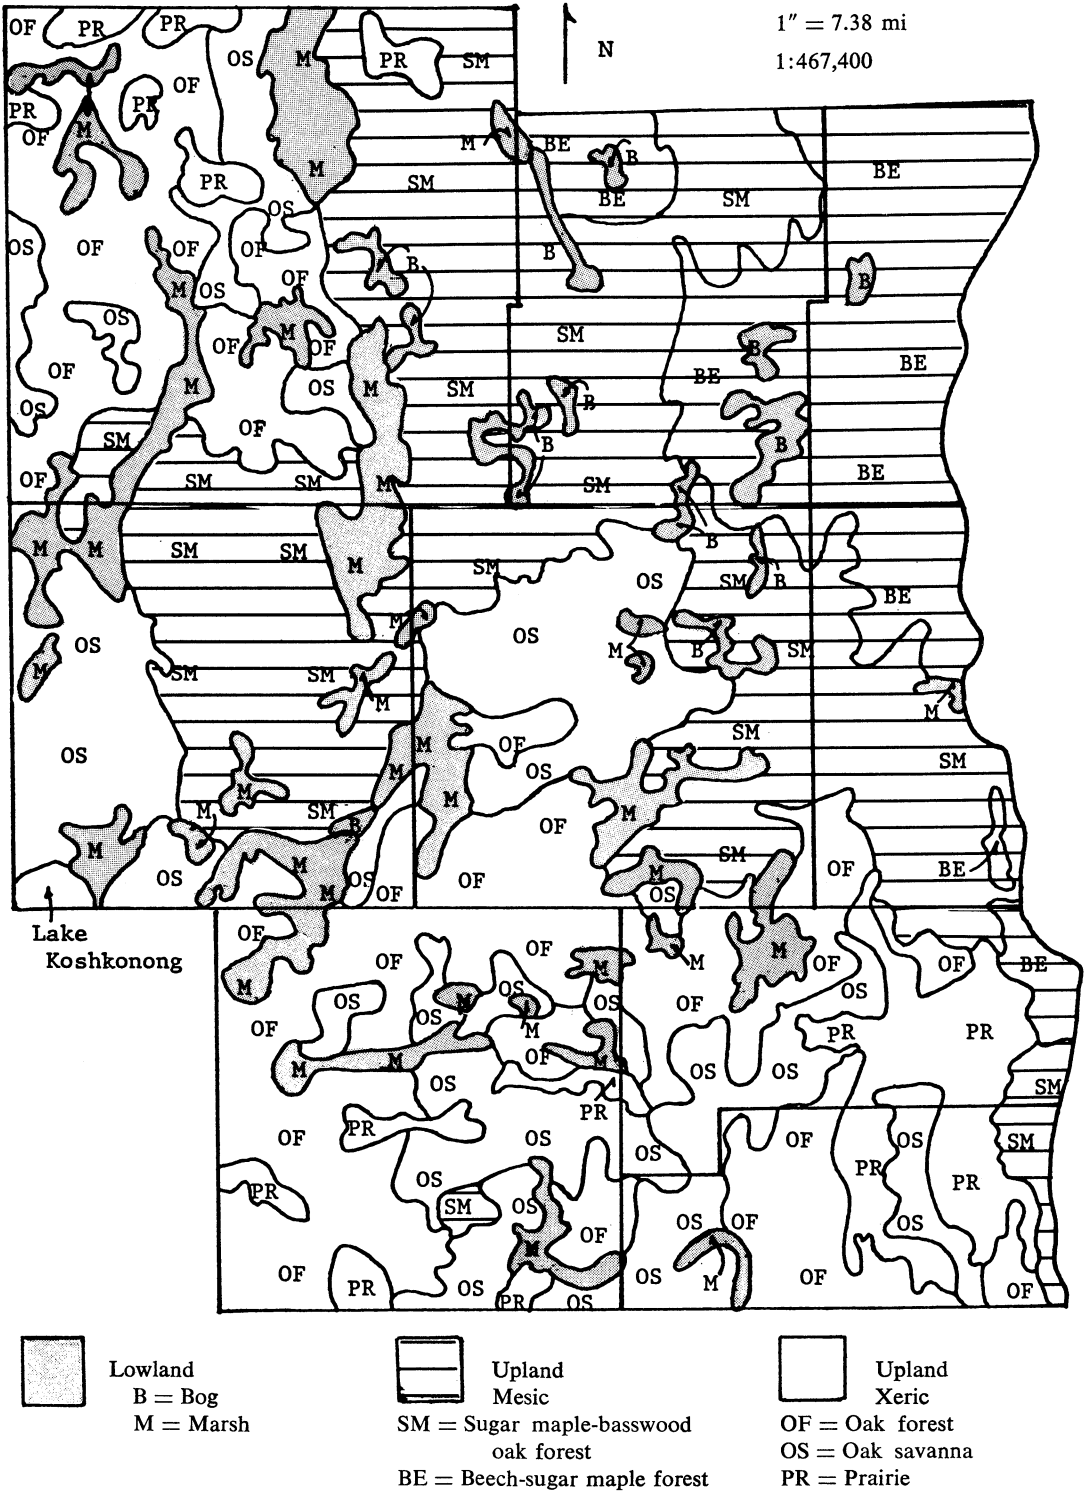 OF PR PR OS M PR SM N 1″ = 7.38 mi
1:467,400
PR PR OF
OF M M BE B BE
PR M SM BE SM
OS
OS OF OF OF B B B
OF
M OS
OS M SM
OF OF B
OF M OS M SM BE BE
OS B
SM OF B B
OF SM SM M SM BE
M M SM SM M SM OS B SM B BE
OS M OS M B SM
M SM SM M M
OS M OF OS SM SM
M M M SM B M OF
M M OS M OS OF OF M OS SM OF BE
Lake
Koshkonong
OF M OF OF M M M OF OF BE
OS M OS M OS OF OS
OF M M OS OF M PR PR
M OS PR OS OS SM
OF PR OS OS OF OS SM
PR OS SM OS OF OS OF PR OS PR
M
OF PR OS PR OS OS M OF OF
Lowland
B = Bog
M = Marsh
Upland
Mesic
SM = Sugar maple-basswood
oak forest
BE = Beech-sugar maple forest
Upland
Xeric
OF = Oak forest
OS = Oak savanna
PR = Prairie